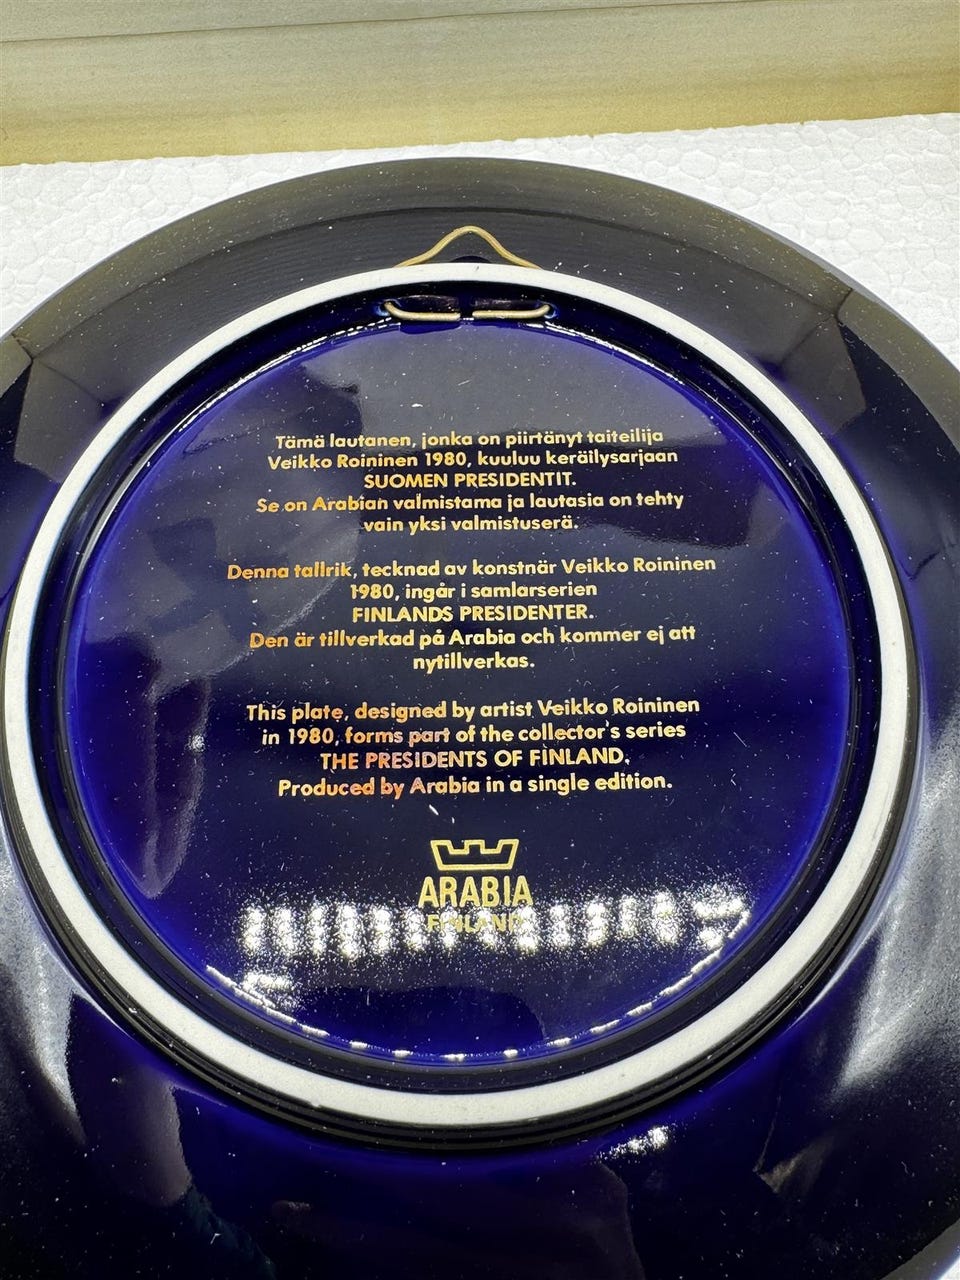 Tämä lautanen, jonka on piirtänyt taiteilija
Veikko Roininen 1980, kuuluu keräilysarjaan
SUOMEN PRESIDENTIT.
Se on Arabian valmistama ja lautasia on tehty
vain yksi valmistuserä.
Denna tallrik, tecknad av konstnär Veikko Roininen
1980, ingår i samlarserien
FINLANDS PRESIDENTER.
Den är tillverkad på Arabia och kommer ej att
nytillverkas.
This plate, designed by artist Veikko Roininen
in 1980, forms part of the collector's series
THE PRESIDENTS OF FINLAND.
Produced by Arabia in a single edition.
ARABIA
FINLAND